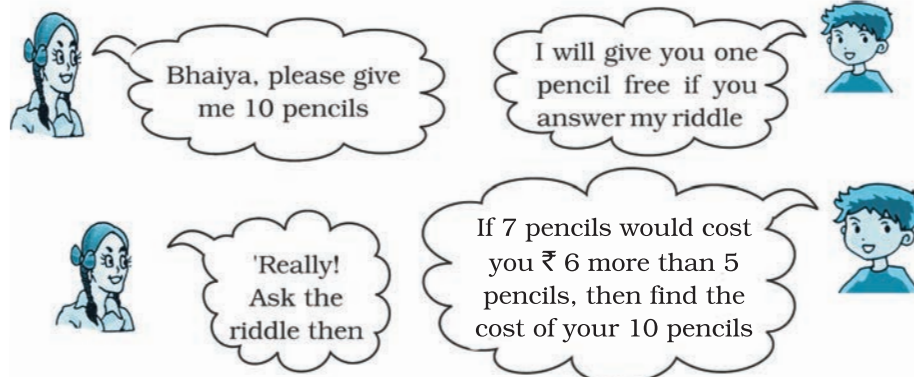 Bhaiya, please give
me 10 pencils
I will give you one
pencil free if you
answer my riddle
'Really!
Ask the
riddle then
If 7 pencils would cost
you ₹ 6 more than 5
pencils, then find the
cost of your 10 pencils